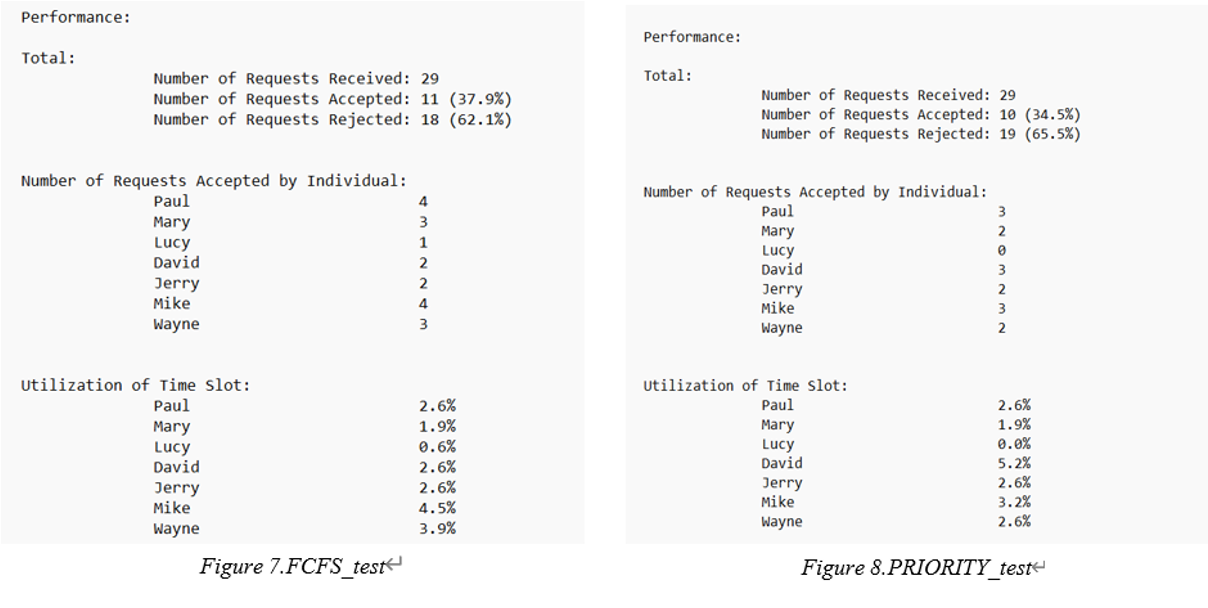 Performance:
Total:
Number of Requests Received: 29
Number of Requests Accepted: 11 (37.9%)
Number of Requests Rejected: 18 (62.1%)
Number of Requests Accepted by Individual:
Paul 4
Mary 3
Lucy 1
David 2
Jerry 2
Mike 4
Wayne 3
Utilization of Time Slot:
Paul 2.6%
Mary 1.9%
Lucy 0.6%
David 2.6%
Jerry 2.6%
Mike 4.5%
Wayne 3.9%
Figure 7.FCFS_test↵
Performance:
Total:
Number of Requests Received: 29
Number of Requests Accepted: 10 (34.5%)
Number of Requests Rejected: 19 (65.5%)
Number of Requests Accepted by Individual:
Paul 3
Mary 2
Lucy 0
David 3
Jerry 2
Mike 3
Wayne 2
Utilization of Time Slot:
Paul 2.6%
Mary 1.9%
Lucy 0.0%
David 5.2%
Jerry 2.6%
Mike 3.2%
Wayne 2.6%
Figure 8.PRIORITY_test↵